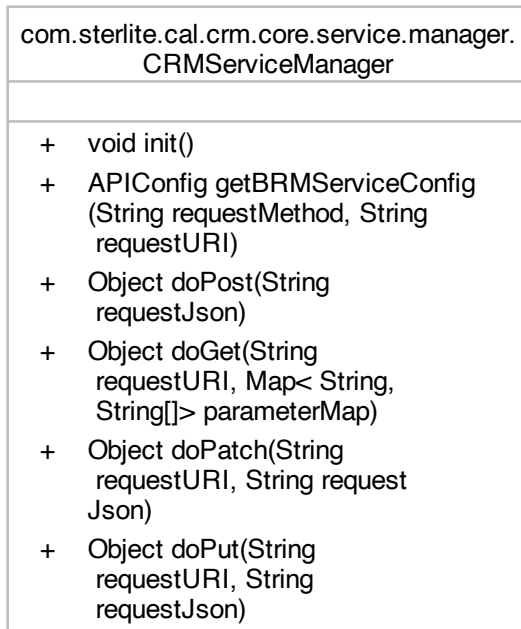 com.sterlite.cal.crm.core.service.manager.
CRMServiceManager
+ void init()
+ APIConfig getBRMServiceConfig
(String requestMethod, String
requestURI)
+ Object doPost(String
requestJson)
+ Object doGet(String
requestURI, Map< String,
String[]> parameterMap)
+ Object doPatch(String
requestURI, String request
Json)
+ Object doPut(String
requestURI, String
requestJson)